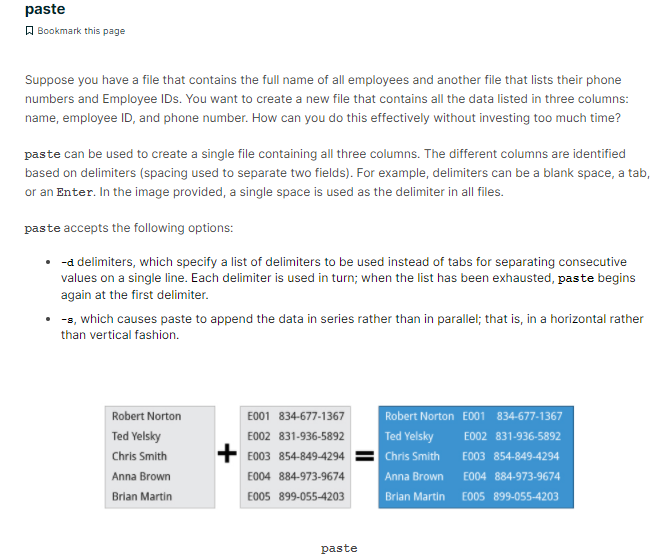 paste
Bookmark this page
Suppose you have a file that contains the full name of all employees and another file that lists their phone
numbers and Employee IDs. You want to create a new file that contains all the data listed in three columns:
name, employee ID, and phone number. How can you do this effectively without investing too much time?
paste can be used to create a single file containing all three columns. The different columns are identified
based on delimiters (spacing used to separate two fields). For example, delimiters can be a blank space, a tab,
or an Enter. In the image provided, a single space is used as the delimiter in all files.
paste accepts the following options:
• -d delimiters, which specify a list of delimiters to be used instead of tabs for separating consecutive
values on a single line. Each delimiter is used in turn; when the list has been exhausted, paste begins
again at the first delimiter.
• -s, which causes paste to append the data in series rather than in parallel; that is, in a horizontal rather
than vertical fashion.
Robert Norton
Ted Yelsky
Chris Smith
Anna Brown
Brian Martin
+
E001 834-677-1367
E002 831-936-5892
E003 854-849-4294
E004 884-973-9674
E005 899-055-4203
=
Robert Norton E001 834-677-1367
Ted Yelsky E002 831-936-5892
Chris Smith E003 854-849-4294
Anna Brown E004 884-973-9674
Brian Martin E005 899-055-4203
paste